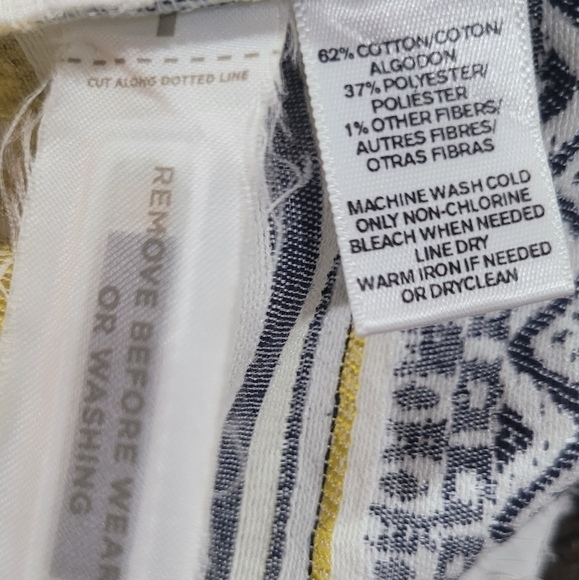 62% COTTON/COTON/
ALGODON
37% POLYESTER/
POLIÉSTER
1% OTHER FIBERS/
AUTRES FIBRES/
OTRAS FIBRAS
MACHINE WASH COLD
ONLY NON-CHLORINE
BLEACH WHEN NEEDED
LINE DRY
WARM IRON IF NEEDED
OR DRYCLEAN
CUT ALONG DOTTED LINE
REMOVE BEFORE WEAR
OR WASHING